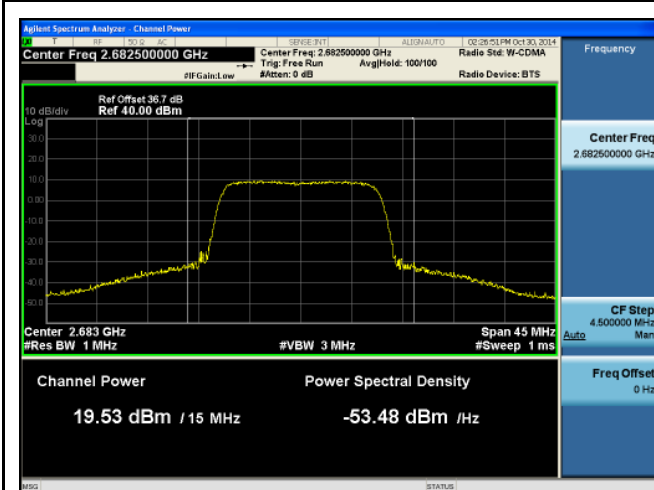 Agilent Spectrum Analyzer - Channel Power
T RF 50 Ω AC SENSE:INT ALIGNAUTO 02:26:51 PM Oct 30, 2014
Center Freq 2.682500000 GHz Center Freq: 2.682500000 GHz Radio Std: W-CDMA Frequency
Trig: Free Run Avg|Hold: 100/100
#IFGain:Low #Atten: 0 dB Radio Device: BTS
Ref Offset 36.7 dB
10 dB/div Ref 40.00 dBm
Log
30.0
20.0
10.0
0.00
-10.0
-20.0
-30.0
-40.0
-50.0
Center Freq
2.682500000 GHz
Center 2.683 GHz Span 45 MHz
#Res BW 1 MHz #VBW 3 MHz #Sweep 1 ms
CF Step
4.500000 MHz
Auto Man
Channel Power Power Spectral Density
19.53 dBm / 15 MHz -53.48 dBm /Hz
Freq Offset
0 Hz
MSG STATUS